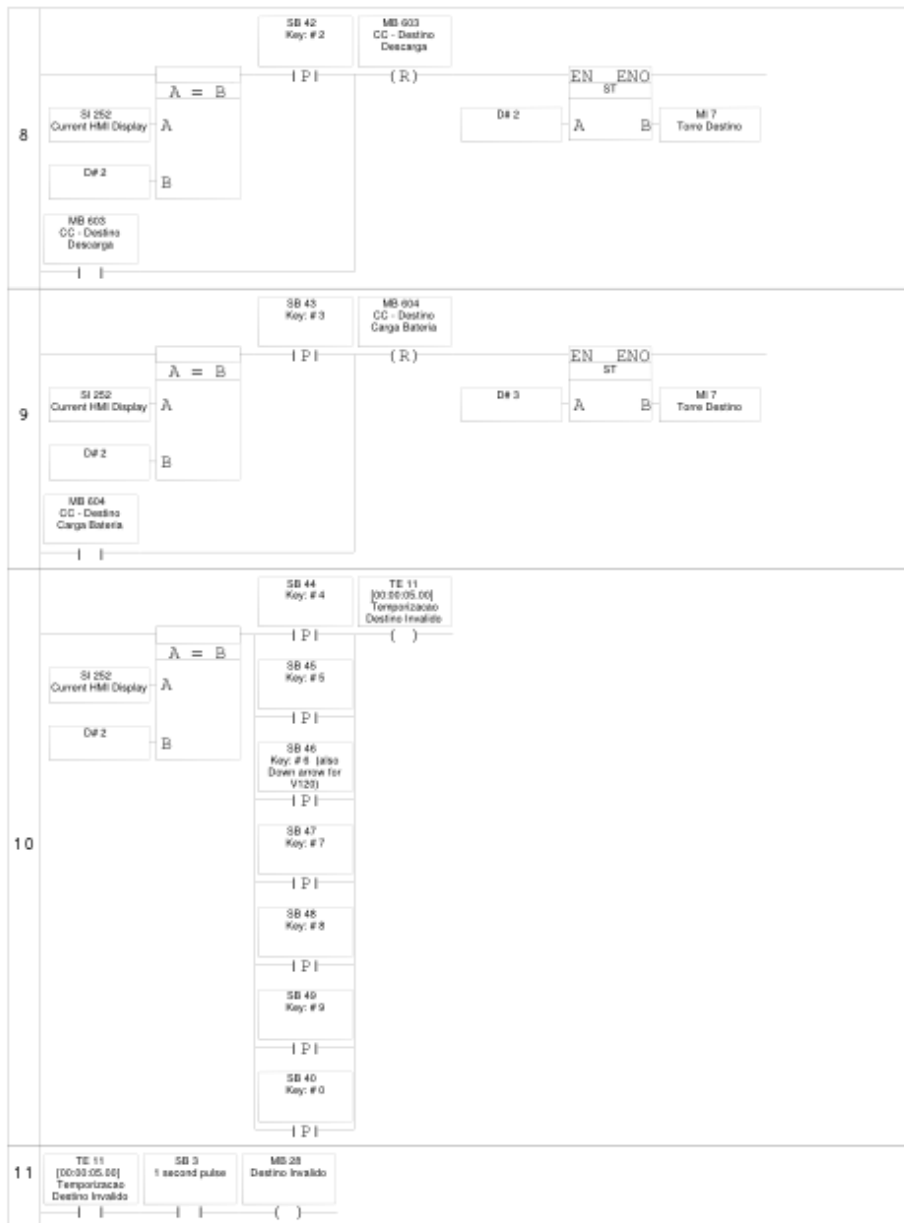 8
SB 42
Key: # 2
MB 603
CC - Destino
Descarga
P
(R)
A = B
EN ENO
ST
SI 252
Current HMI Display
A
D# 2
B
D# 2
A
B
MI 7
Torre Destino
MB 603
CC - Destino
Descarga
9
SB 43
Key: # 3
MB 604
CC - Destino
Carga Bateria
P
(R)
A = B
EN ENO
ST
SI 252
Current HMI Display
A
D# 2
B
D# 3
A
B
MI 7
Torre Destino
MB 604
CC - Destino
Carga Bateria
10
SB 44
Key: # 4
TE 11
[00:00:05.00]
Temporizacao
Destino Invalido
P
( )
A = B
SI 252
Current HMI Display
A
D# 2
B
SB 45
Key: # 5
P
SB 46
Key: # 6 (also
Down arrow for
V120)
P
SB 47
Key: # 7
P
SB 48
Key: # 8
P
SB 49
Key: # 9
P
SB 40
Key: # 0
P
11
TE 11
[00:00:05.00]
Temporizacao
Destino Invalido
SB 3
1 second pulse
MB 28
Destino Invalido
( )